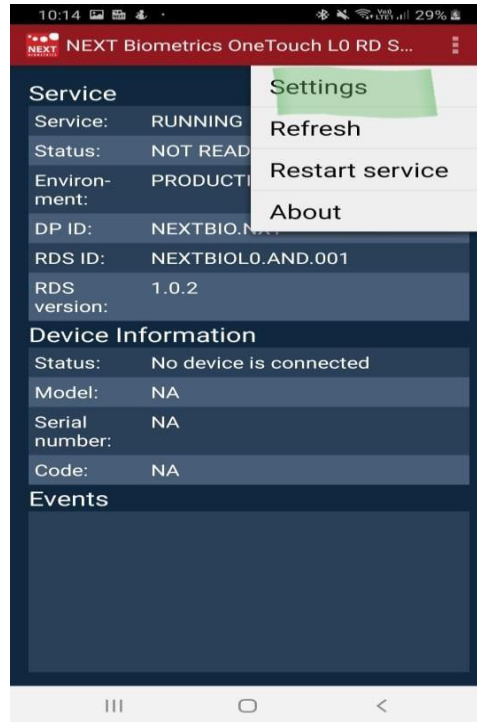 10:14 29%
NEXT NEXT Biometrics OneTouch L0 RD S...
BIOMETRICS
Settings
Refresh
Restart service
About
Service
Service: RUNNING
Status: NOT READ
Environ-
ment: PRODUCTI
DP ID: NEXTBIO.NXT
RDS ID: NEXTBIOL0.AND.001
RDS
version: 1.0.2
Device Information
Status: No device is connected
Model: NA
Serial
number: NA
Code: NA
Events